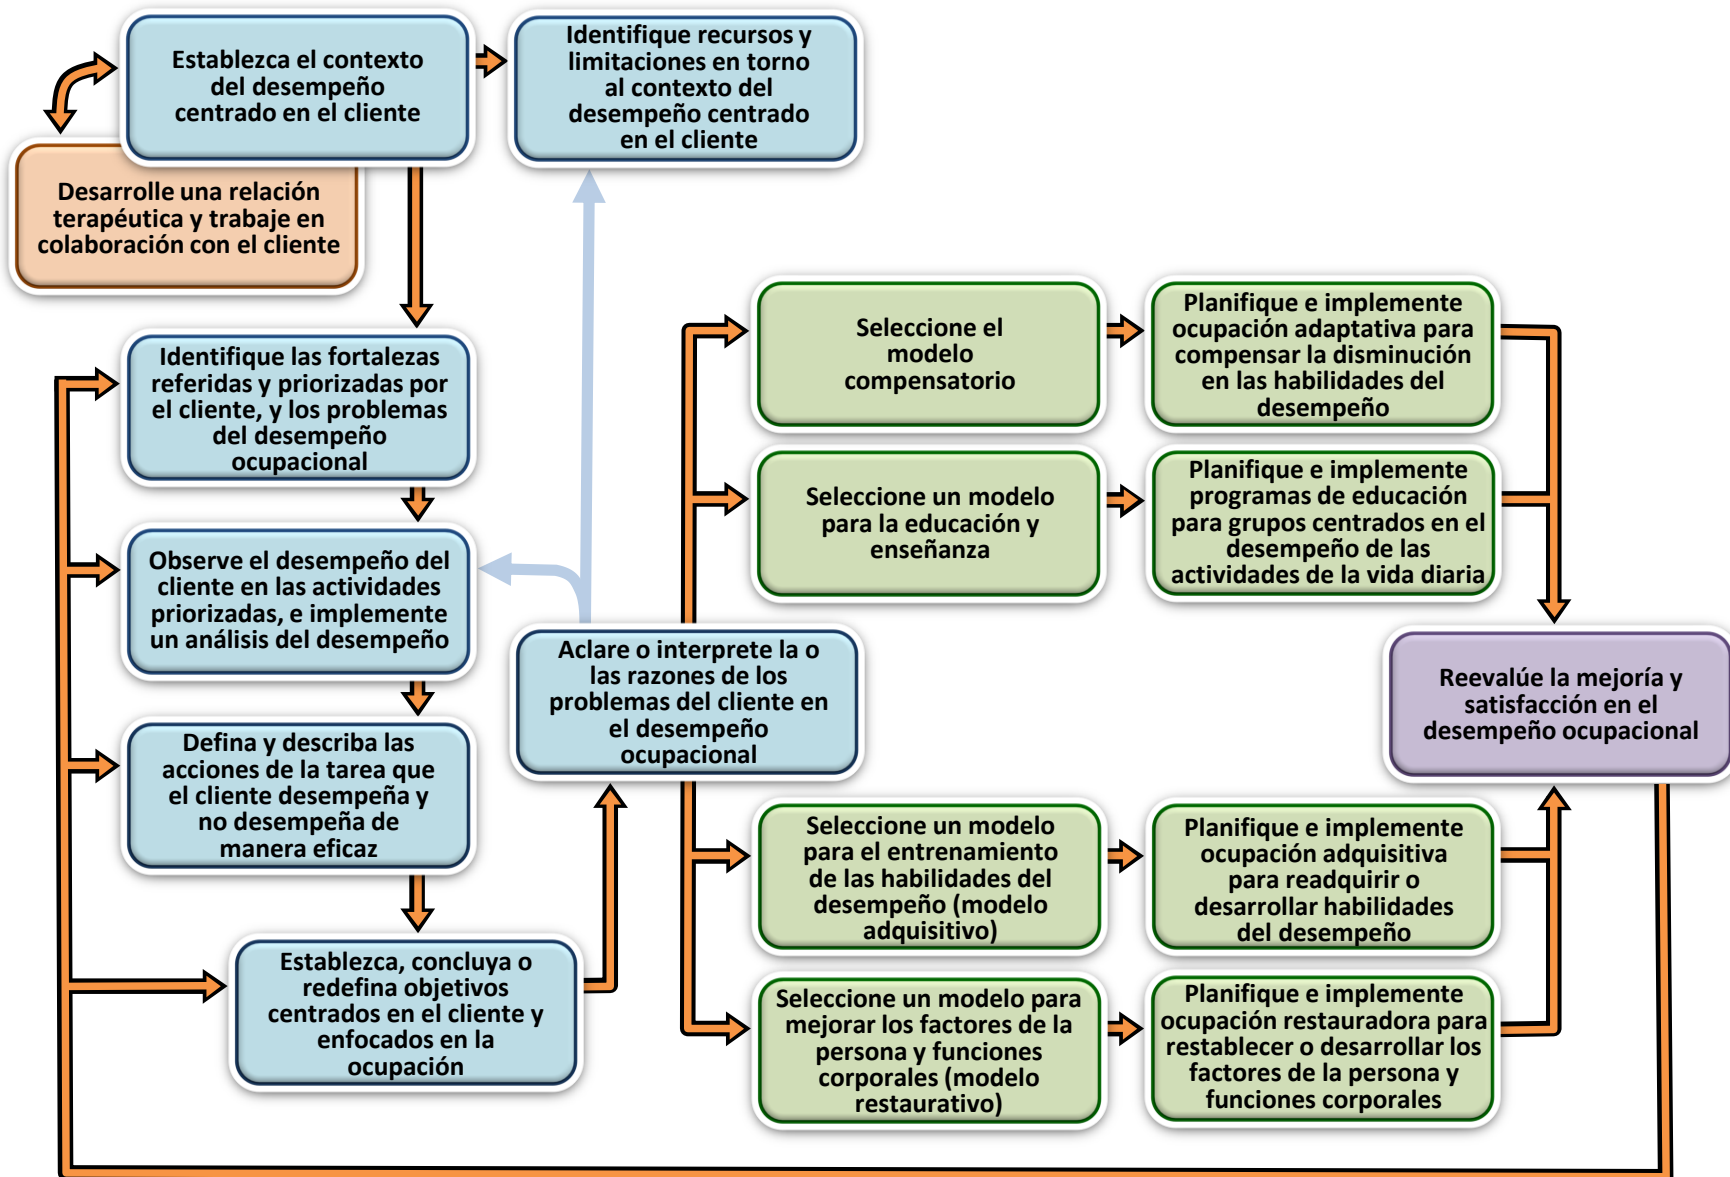 Establezca el contexto
del desempeño
centrado en el cliente
Identifique recursos y
limitaciones en torno
al contexto del
desempeño centrado
en el cliente
Desarrolle una relación
terapéutica y trabaje en
colaboración con el cliente
Identifique las fortalezas
referidas y priorizadas por
el cliente, y los problemas
del desempeño
ocupacional
Observe el desempeño del
cliente en las actividades
priorizadas, e implemente
un análisis del desempeño
Defina y describa las
acciones de la tarea que
el cliente desempeña y
no desempeña de
manera eficaz
Establezca, concluya o
redefina objetivos
centrados en el cliente y
enfocados en la
ocupación
Aclare o interprete la o
las razones de los
problemas del cliente en
el desempeño
ocupacional
Seleccione el
modelo
compensatorio
Planifique e implemente
ocupación adaptativa para
compensar la disminución
en las habilidades del
desempeño
Seleccione un modelo
para la educación y
enseñanza
Planifique e implemente
programas de educación
para grupos centrados en el
desempeño de las
actividades de la vida diaria
Seleccione un modelo
para el entrenamiento
de las habilidades del
desempeño (modelo
adquisitivo)
Planifique e implemente
ocupación adquisitiva
para readquirir o
desarrollar habilidades
del desempeño
Seleccione un modelo para
mejorar los factores de la
persona y funciones
corporales (modelo
restaurativo)
Planifique e implemente
ocupación restauradora para
restablecer o desarrollar los
factores de la persona y
funciones corporales
Reevalúe la mejoría y
satisfacción en el
desempeño ocupacional